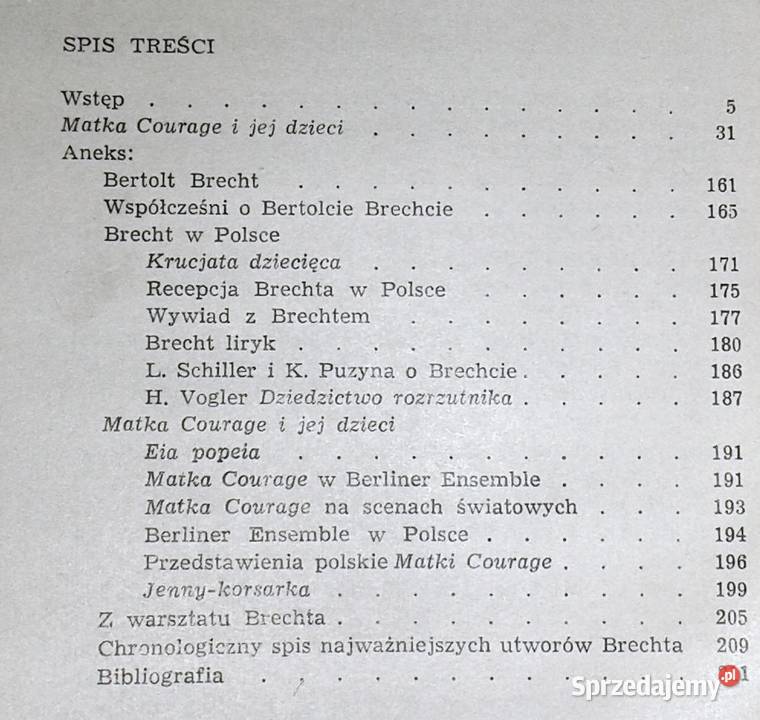 SPIS TREŚCI
Wstęp . . . . . . . . . . . . . . 5
Matka Courage i jej dzieci . . . . . . . . 31
Aneks:
Bertolt Brecht . . . . . . . . . . 161
Współcześni o Bertolcie Brechcie . . . . . 165
Brecht w Polsce
Krucjata dziecięca . . . . . . . . 171
Recepcja Brechta w Polsce . . . . . 175
Wywiad z Brechtem . . . . . . . 177
Brecht liryk . . . . . . . . . . 180
L. Schiller i K. Puzyna o Brechcie . . . . . 186
H. Vogler Dziedzictwo rozrzutnika . . . . . 187
Matka Courage i jej dzieci
Eia popeia . . . . . . . . . . 191
Matka Courage w Berliner Ensemble . . . . 191
Matka Courage na scenach światowych . . . 193
Berliner Ensemble w Polsce . . . . . . 194
Przedstawienia polskie Matki Courage . . . . 196
Jenny-korsarka . . . . . . . . . 199
Z warsztatu Brechta . . . . . . . . . . 205
Chronologiczny spis najważniejszych utworów Brechta 209
Bibliografia . . . . . . . . . . . .
Sprzedajemy .pl